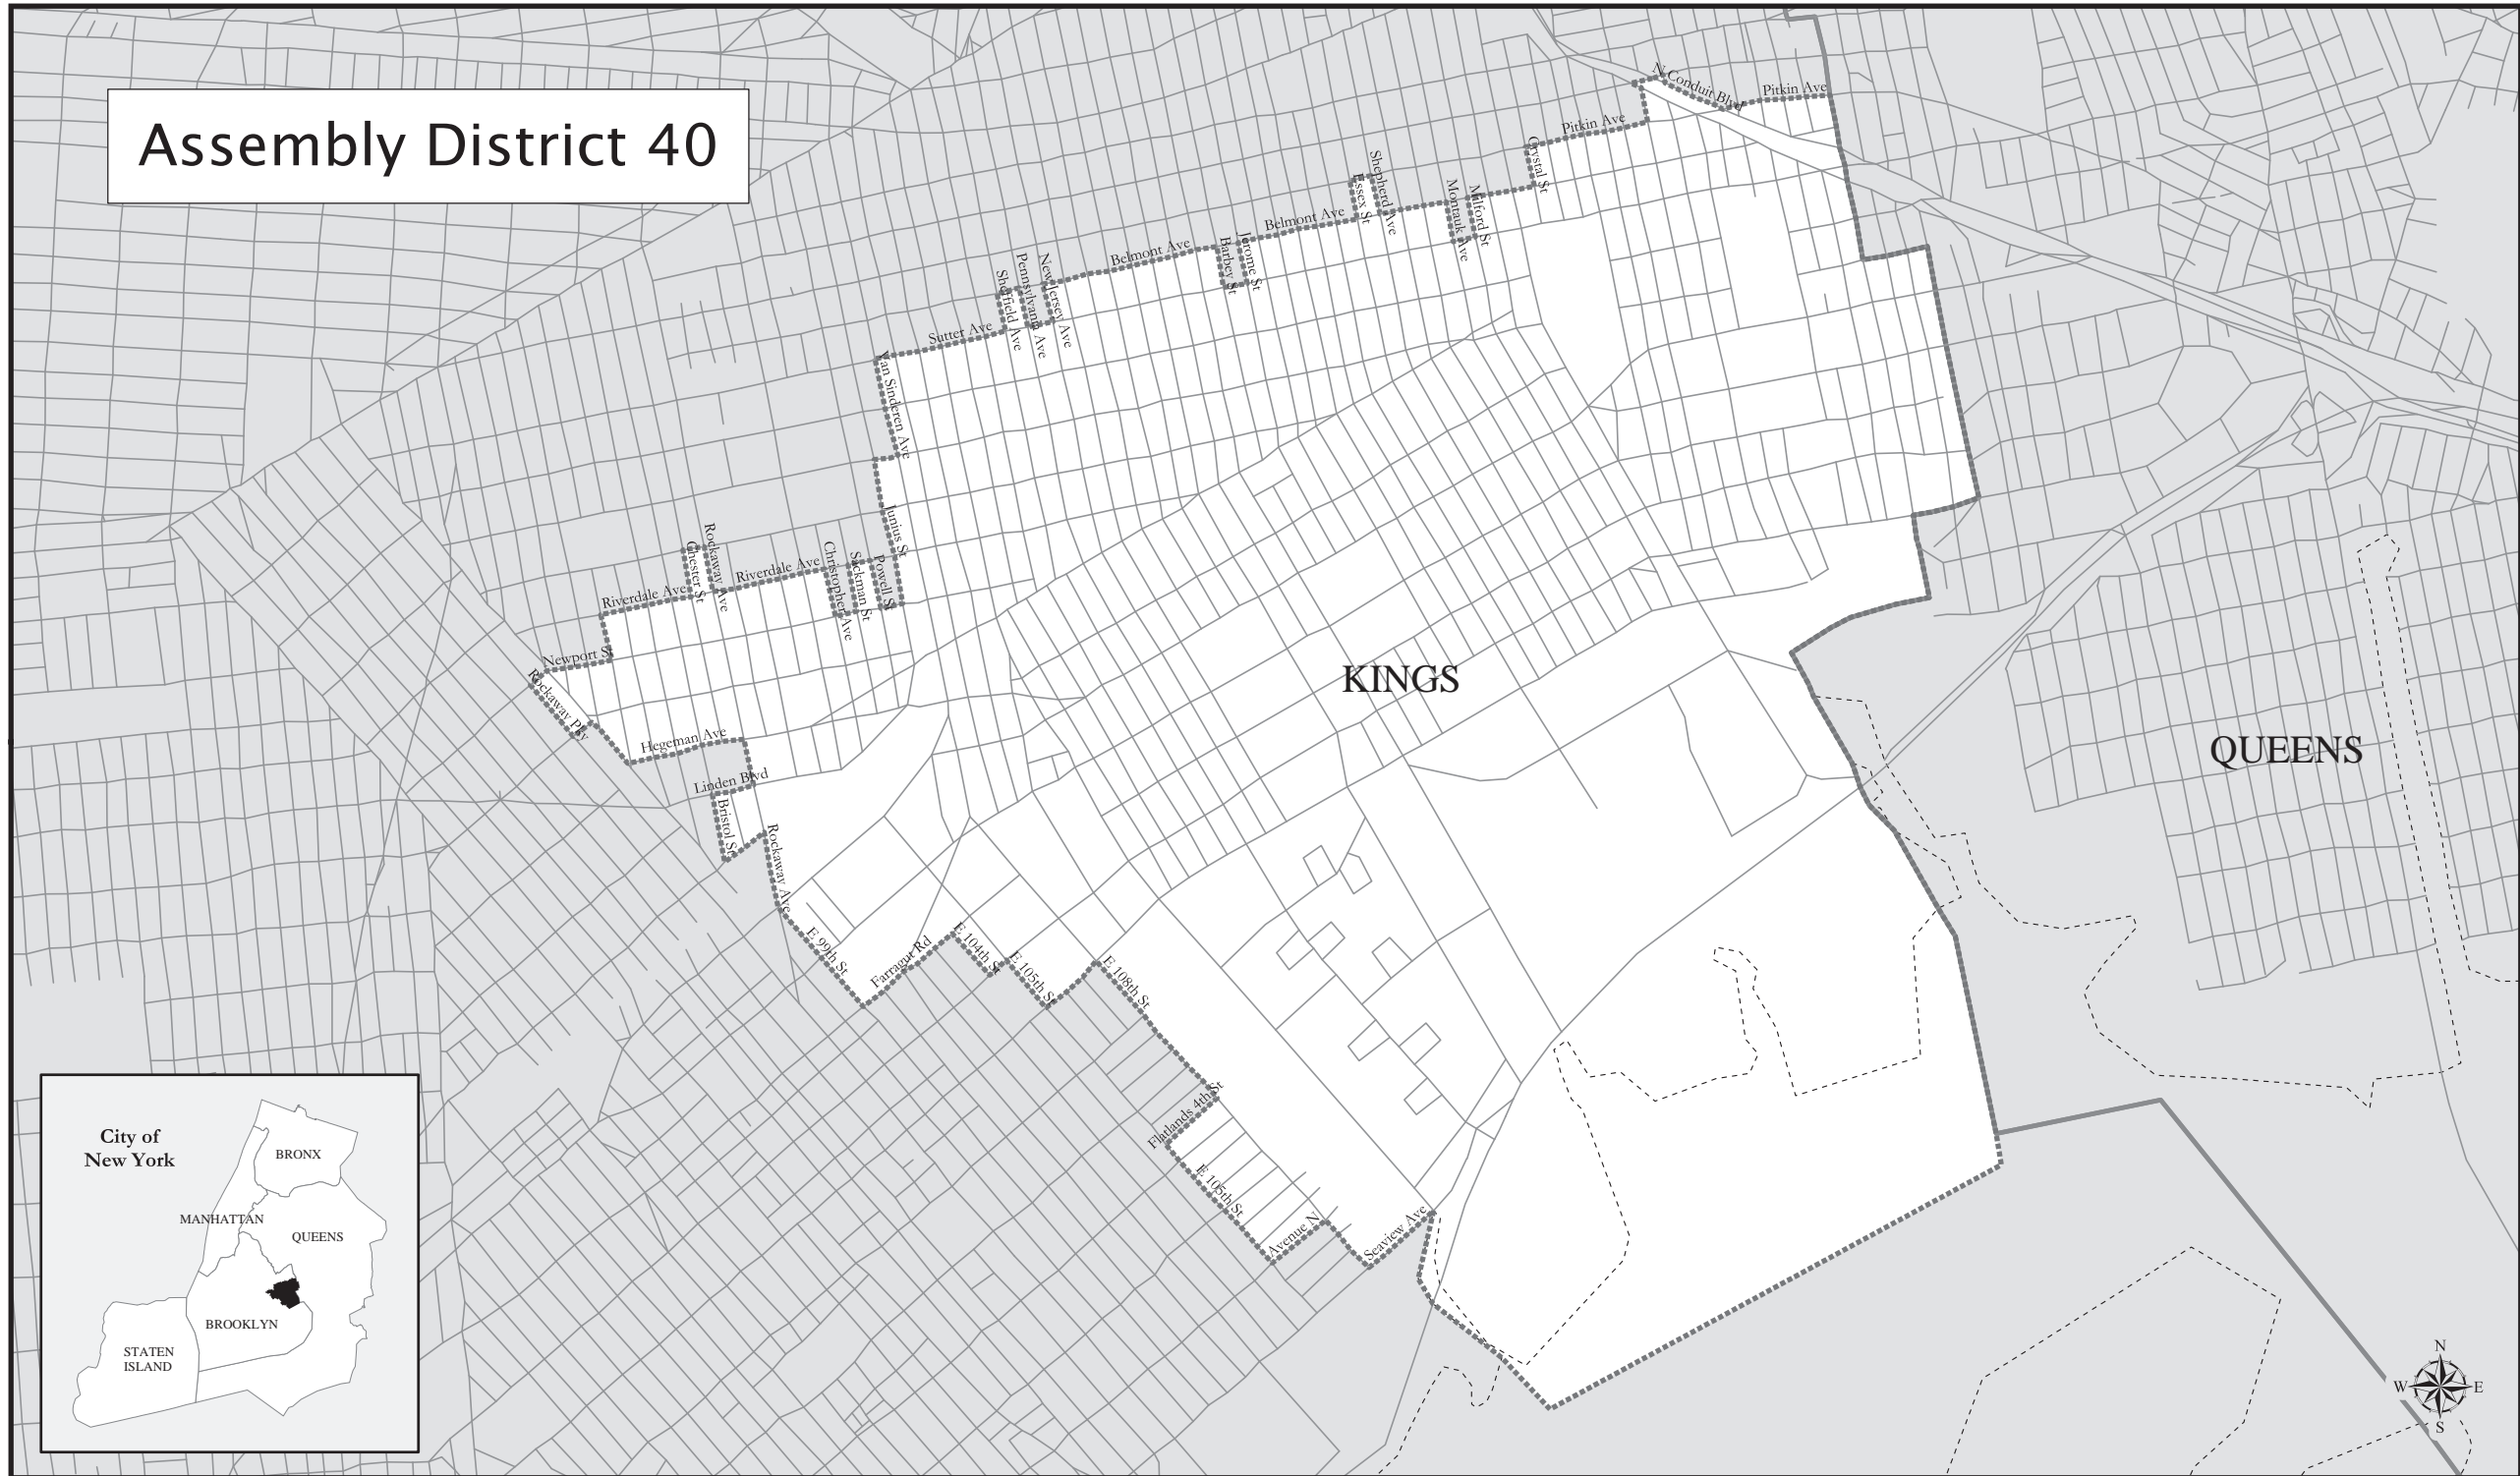 Assembly District 40
N Conduit Blvd
Pitkin Ave
Pitkin Ave
Crystal St
Shepherd Ave
Essex St
Milford St
Montauk Ave
Belmont Ave
Jerome St
Barbey St
Belmont Ave
New Jersey Ave
Pennsylvania Ave
Sheffield Ave
Sutter Ave
Van Sinderen Ave
Junius St
Powell St
Sackman St
Christopher Ave
Riverdale Ave
Rockaway Ave
Chester St
Riverdale Ave
Newport St
Rockaway Pky
Hegeman Ave
Linden Blvd
Bristol St
Rockaway Ave
E 99th St
Farragut Rd
E 104th St
E 105th St
E 108th St
Flatlands 4th St
E 105th St
Avenue N
Seaview Ave
KINGS
QUEENS
City of
New York
BRONX
MANHATTAN
QUEENS
BROOKLYN
STATEN
ISLAND
N
W
E
S